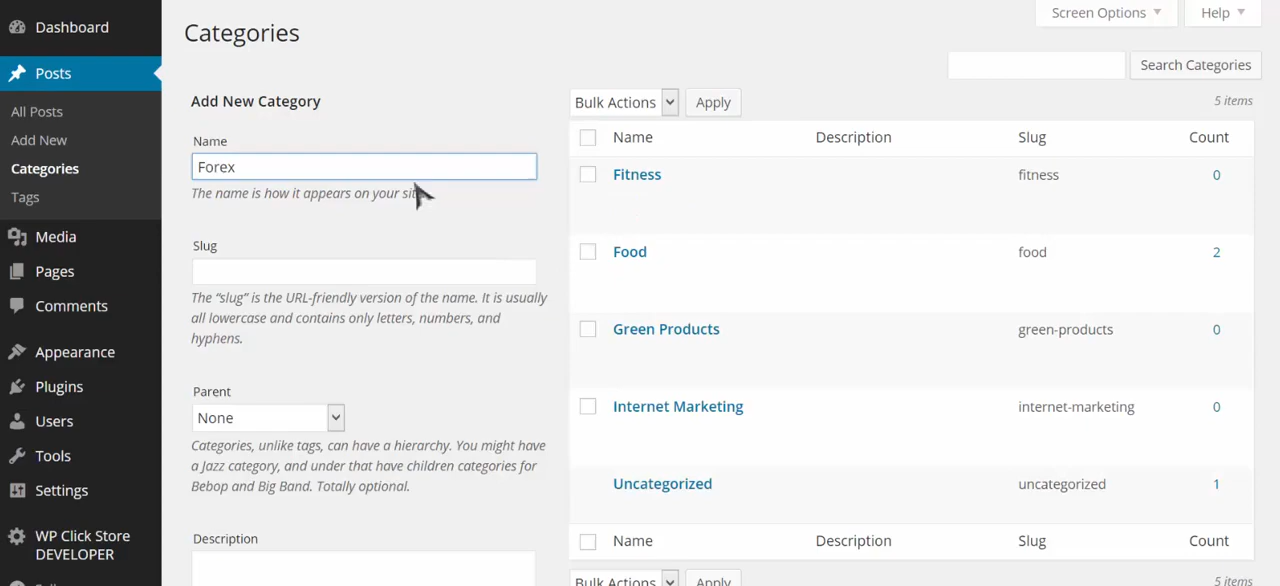 Dashboard
Posts
All Posts
Add New
Categories
Tags
Media
Pages
Comments
Appearance
Plugins
Users
Tools
Settings
WP Click Store
DEVELOPER
Screen Options
Help
Categories
Search Categories
Add New Category
Name
Forex
The name is how it appears on your
Slug
The “slug” is the URL-friendly version of the name. It is usually
all lowercase and contains only letters, numbers, and
hyphens.
Parent
None
Categories, unlike tags, can have a hierarchy. You might have
a Jazz category, and under that have children categories for
Bebop and Big Band. Totally optional.
Description
Bulk Actions Apply 5 items
Name Description Slug Count
Fitness fitness 0
Food food 2
Green Products green-products 0
Internet Marketing internet-marketing 0
Uncategorized uncategorized 1
Name Description Slug Count
Bulk Actions Apply 5 items